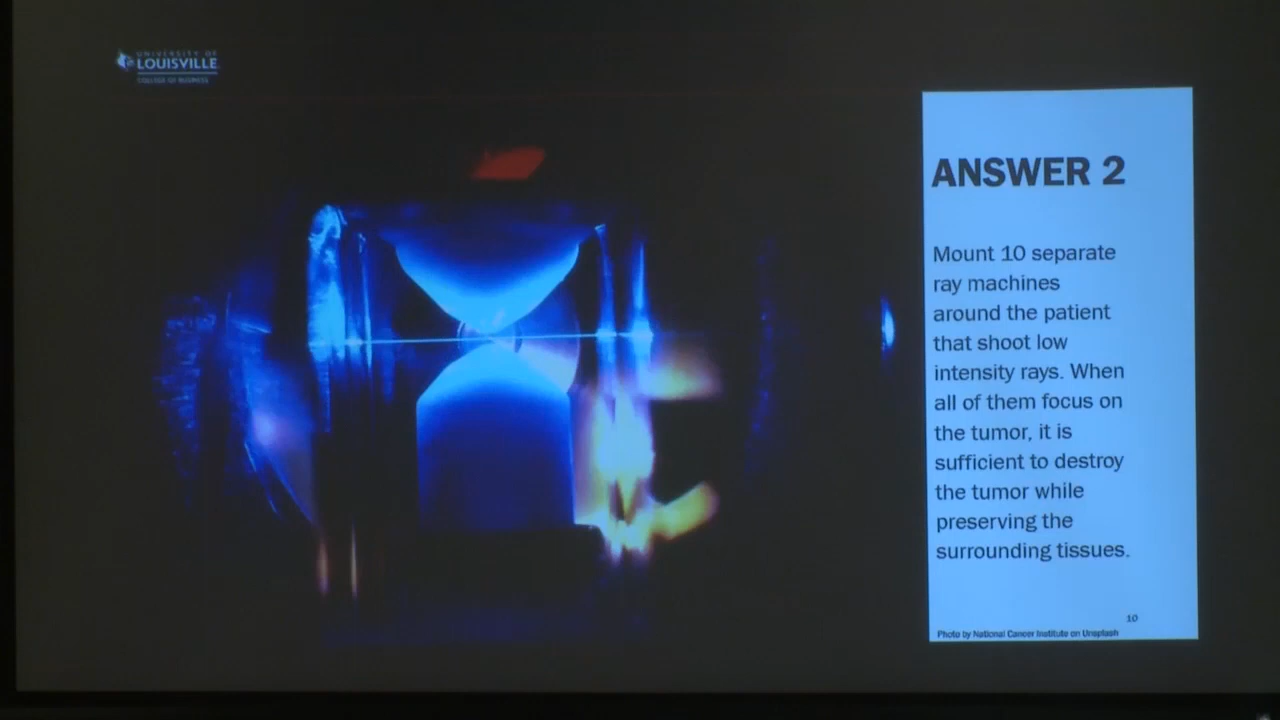 UNIVERSITY OF
LOUISVILLE
COLLEGE OF BUSINESS
ANSWER 2
Mount 10 separate
ray machines
around the patient
that shoot low
intensity rays. When
all of them focus on
the tumor, it is
sufficient to destroy
the tumor while
preserving the
surrounding tissues.
10
Photo by National Cancer Institute on Unsplash